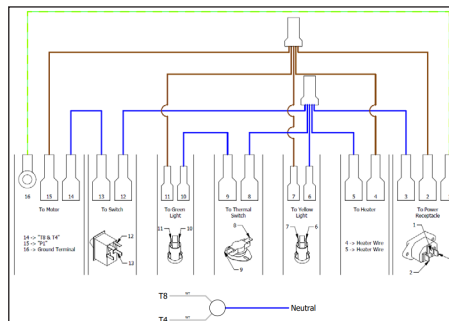 16
15
14
13
12
11
10
9
8
7
6
5
4
1
2
To Motor
To Switch
To Green
Light
To Thermal
Switch
To Yellow
Light
To Heater
To Power
Receptacle
14 -> "T8 & T4"
15 -> "P1"
16 -> Ground Terminal
12
13
11
10
8
9
7
6
4 -> Heater Wire
5 -> Heater Wire
1
2
T8
Neutral
T4